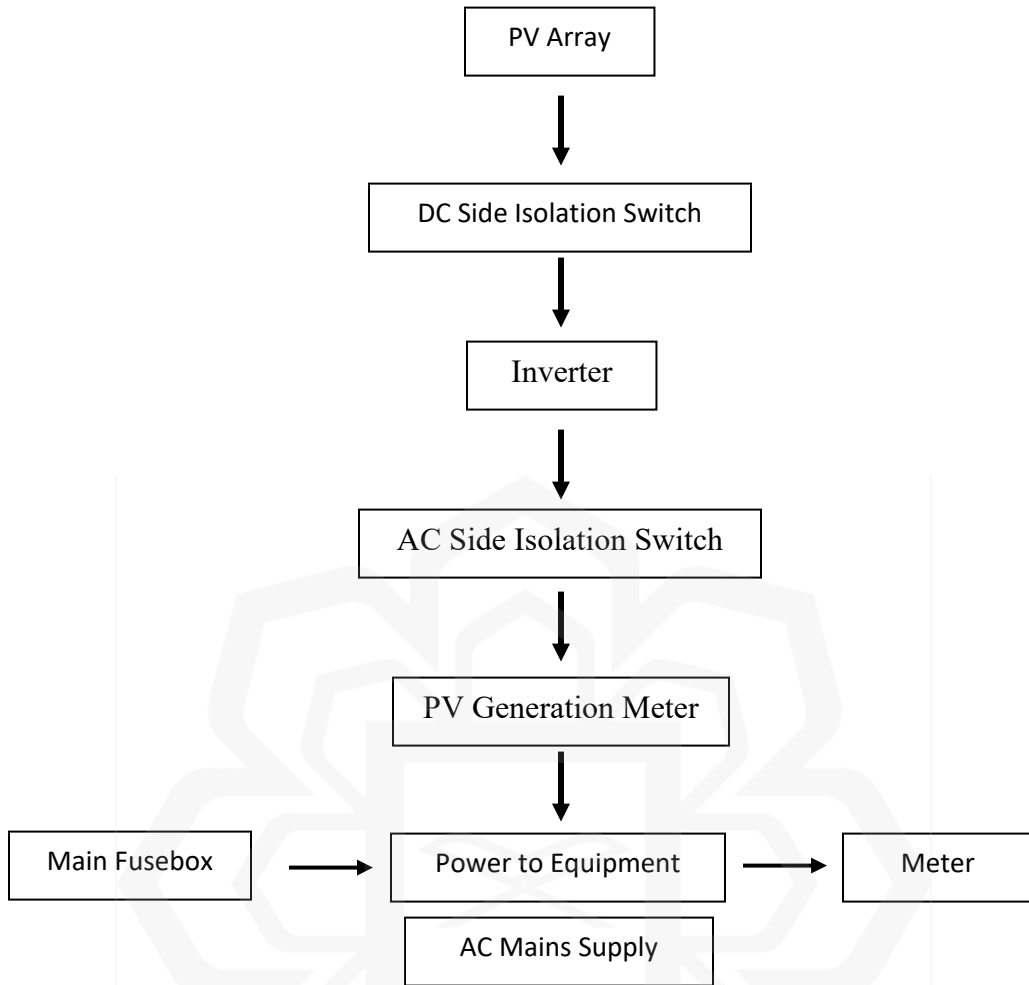 PV Array
DC Side Isolation Switch
Inverter
AC Side Isolation Switch
PV Generation Meter
Main Fusebox
Power to Equipment
Meter
AC Mains Supply